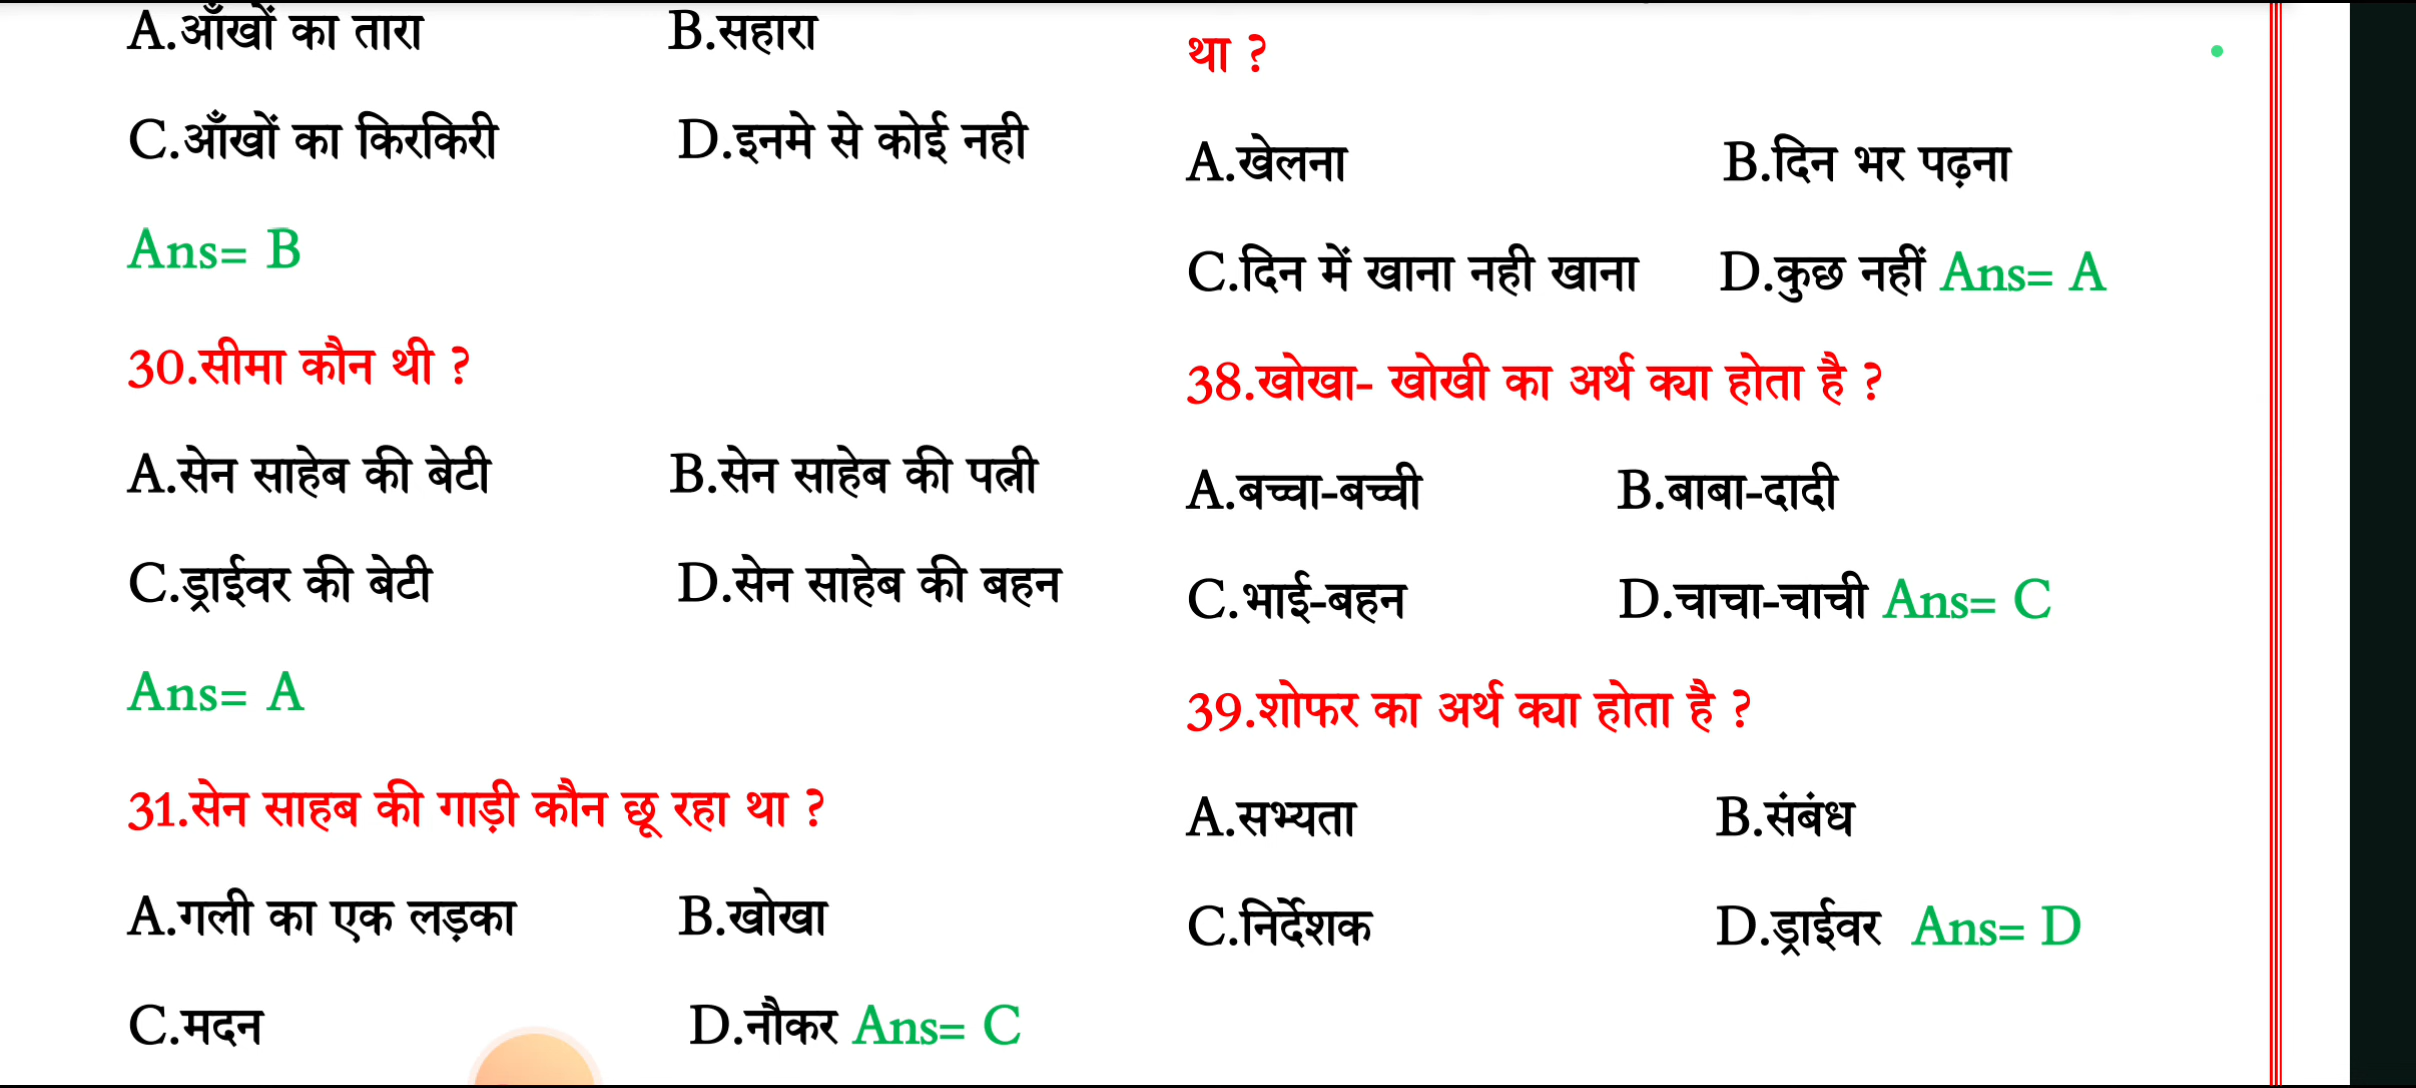 A.आँखों का तारा B.सहारा
C.आँखों का किरकिरी D.इनमे से कोई नही
Ans= B
30.सीमा कौन थी ?
A.सेन साहेब की बेटी B.सेन साहेब की पत्नी
C.ड्राईवर की बेटी D.सेन साहेब की बहन
Ans= A
31.सेन साहब की गाड़ी कौन छू रहा था ?
A.गली का एक लड़का B.खोखा
C.मदन D.नौकर Ans= C
था ?
A.खेलना B.दिन भर पढ़ना
C.दिन में खाना नही खाना D.कुछ नहीं Ans= A
38.खोखा- खोखी का अर्थ क्या होता है ?
A.बच्चा-बच्ची B.बाबा-दादी
C.भाई-बहन D.चाचा-चाची Ans= C
39.शोफर का अर्थ क्या होता है ?
A.सभ्यता B.संबंध
C.निर्देशक D.ड्राईवर Ans= D